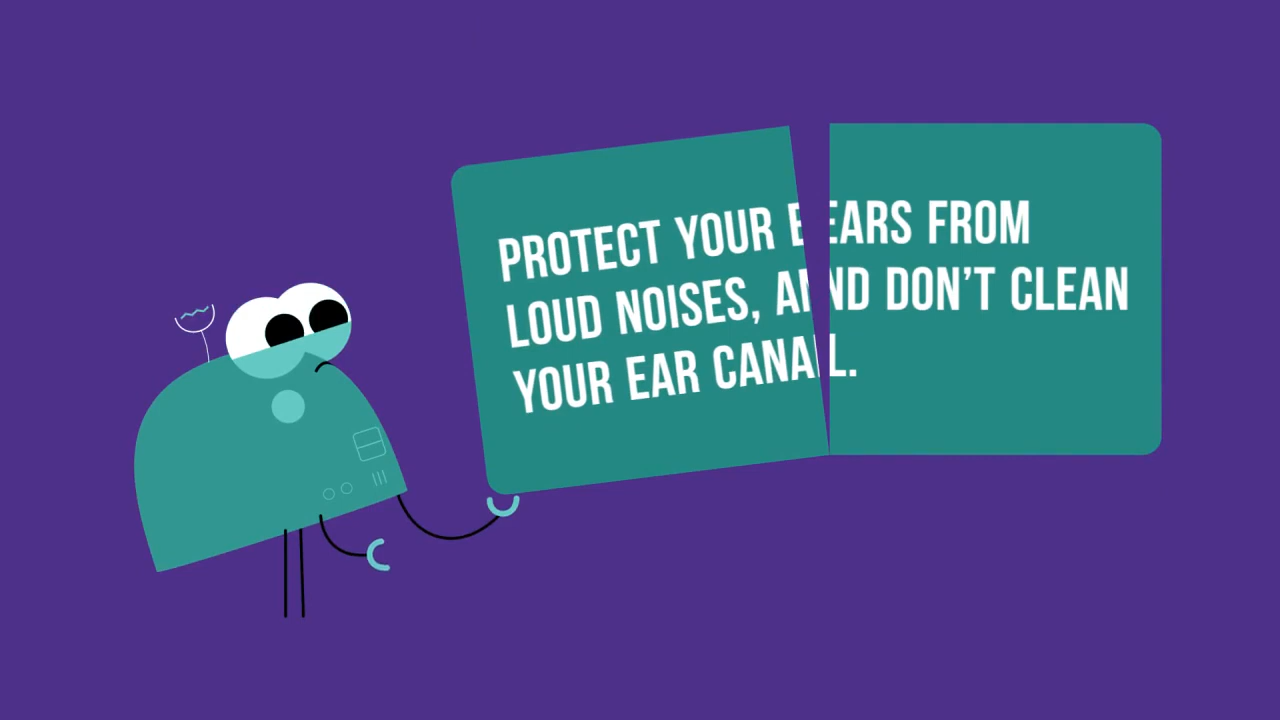 PROTECT YOUR EARS FROM
LOUD NOISES, AND DON'T CLEAN
YOUR EAR CANAL.